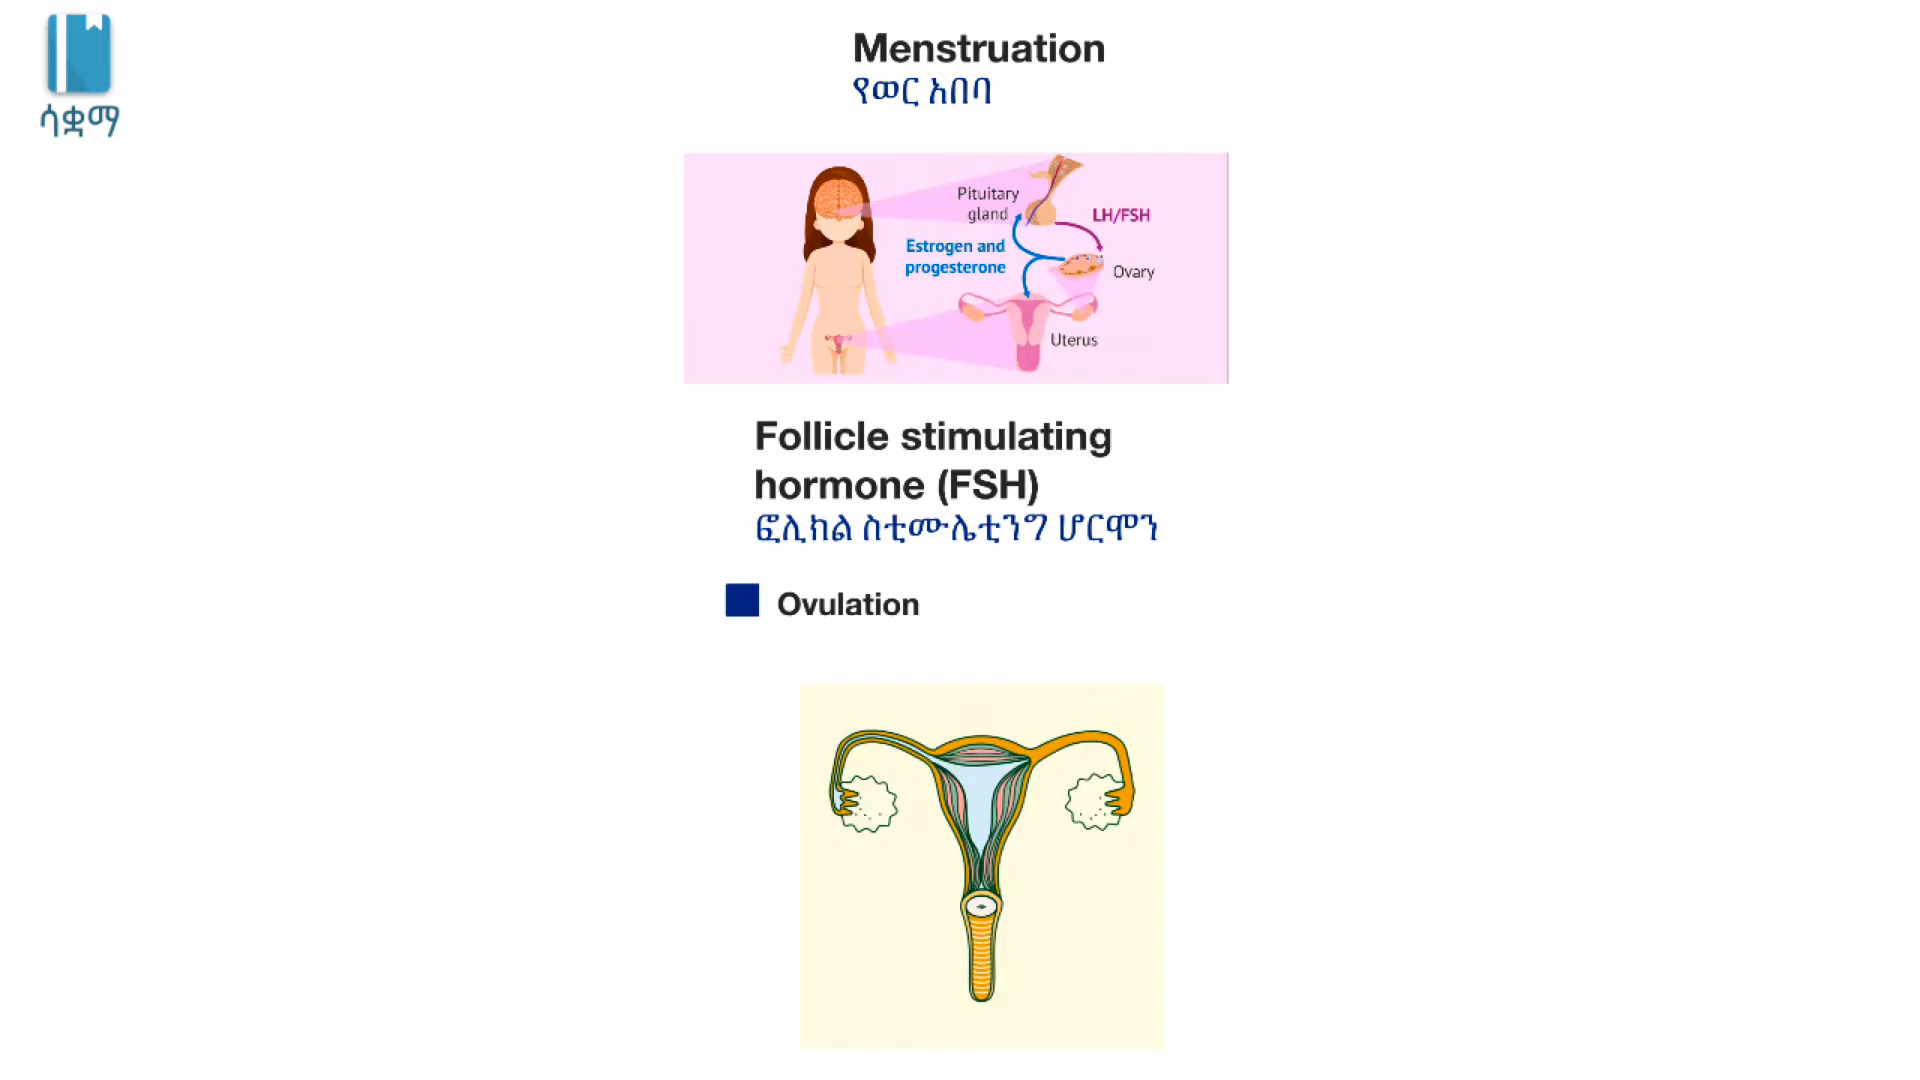 ሳቋማ
Menstruation
የወር አበባ
Pituitary
gland
LH/FSH
Estrogen and
progesterone
Ovary
Uterus
Follicle stimulating
hormone (FSH)
ፎሊክል ስቲሙሌቲንግ ሆርሞን
Ovulation